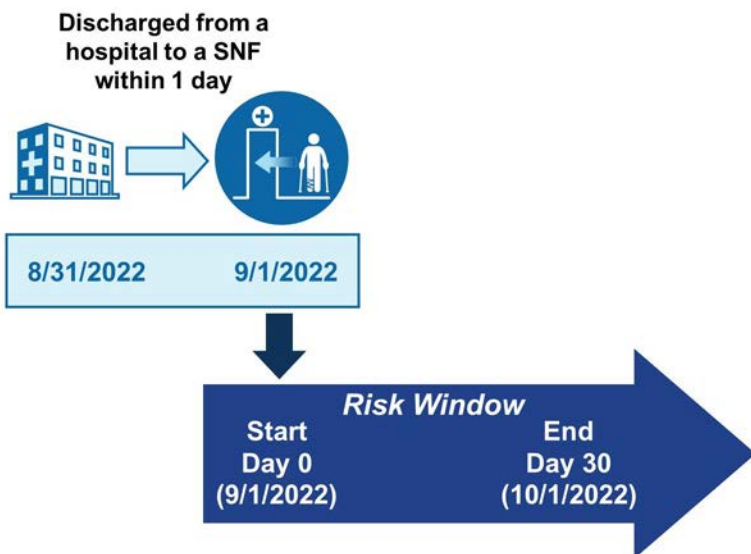 Discharged from a
hospital to a SNF
within 1 day
8/31/2022 9/1/2022
Risk Window
Start End
Day 0 Day 30
(9/1/2022) (10/1/2022)